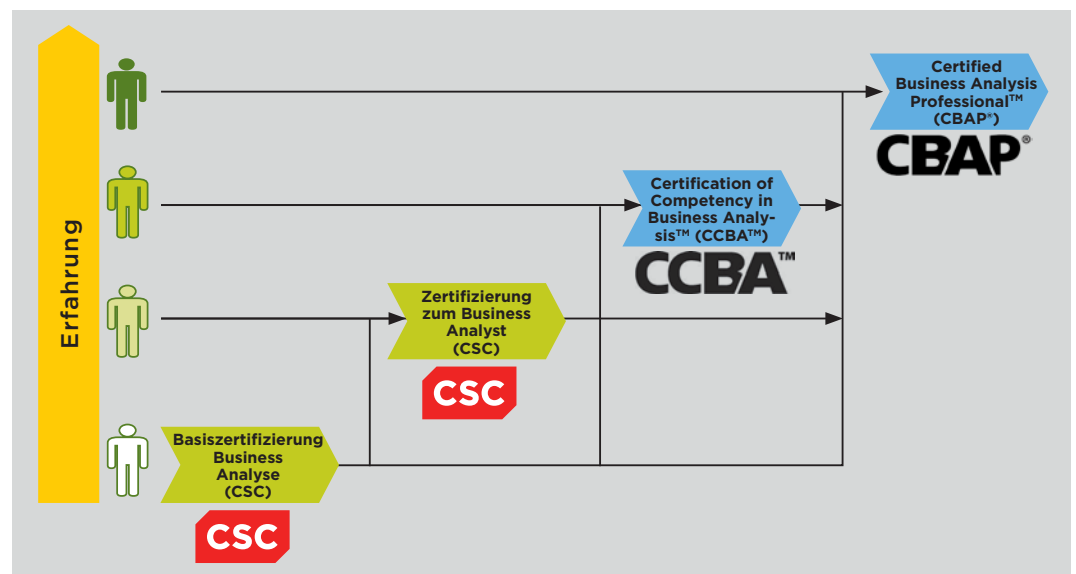 Erfahrung
Certified
Business Analysis
Professional™
(CBAP®)
CBAP®
Certification of
Competency in
Business Analy-
sis™ (CCBA™)
CCBA™
Zertifizierung
zum Business
Analyst
(CSC)
CSC
Basiszertifizierung
Business
Analyse
(CSC)
CSC